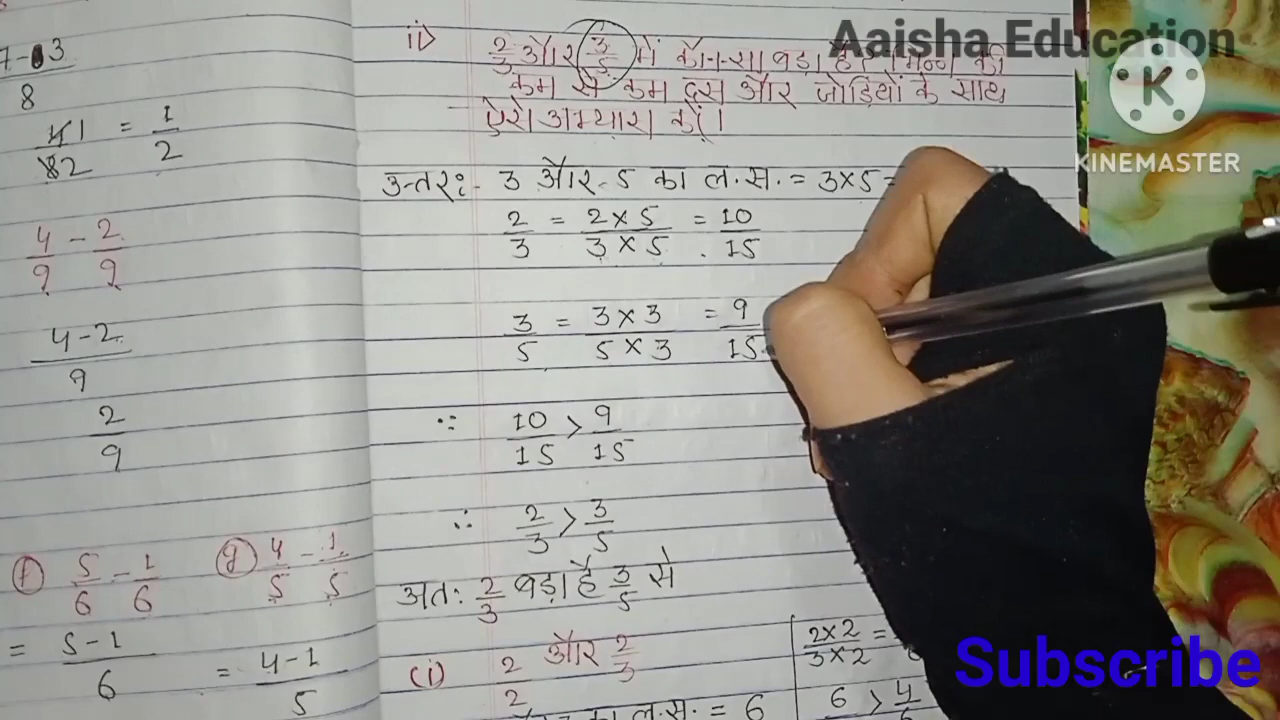 7-3
8
41 = 1
82 2
4 - 2
9 9
4-2
9
2
9
f 5 - 1
6 6
= 5-1
6
g 4 - 1
5 5
= 4-1
5
ii> 2/3 और 3/5 में कौन-सा बड़ा है? भिन्न की
कम से कम दस और जोड़ियों के साथ
ऐसे अभ्यास करें।
उत्तरः- 3 और 5 का ल.स. = 3×5 =
2 = 2×5 = 10
3 3×5 15
3 = 3×3 = 9
5 5×3 15
∵ 10 > 9
15 15
∴ 2 > 3
3 5
अतः 2/3 बड़ा है 3/5 से
(i) 2 और 2
2 3
का ल.स. = 6
2×2 =
3×2 6
6 > 4
6 6
Aaisha Education
K
KINEMASTER
Subscribe